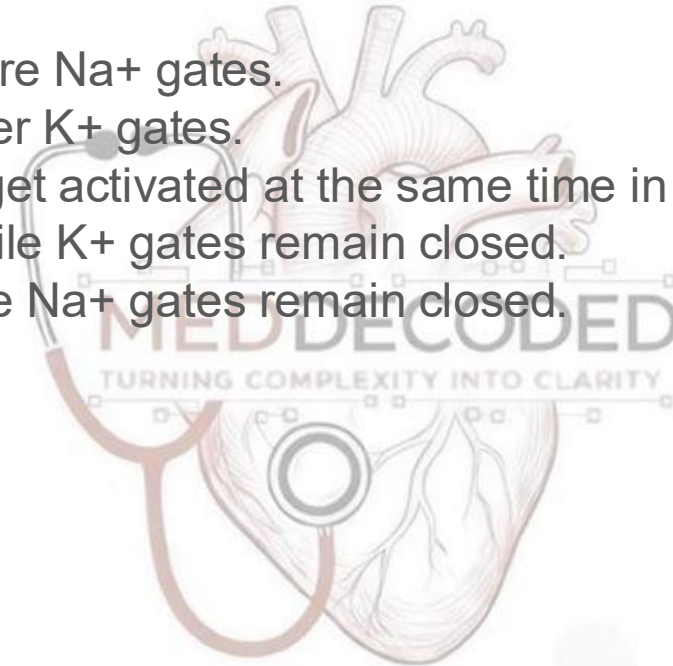 re Na+ gates.
er K+ gates.
get activated at the same time in
ile K+ gates remain closed.
e Na+ gates remain closed.
MEDDECODED
TURNING COMPLEXITY INTO CLARITY